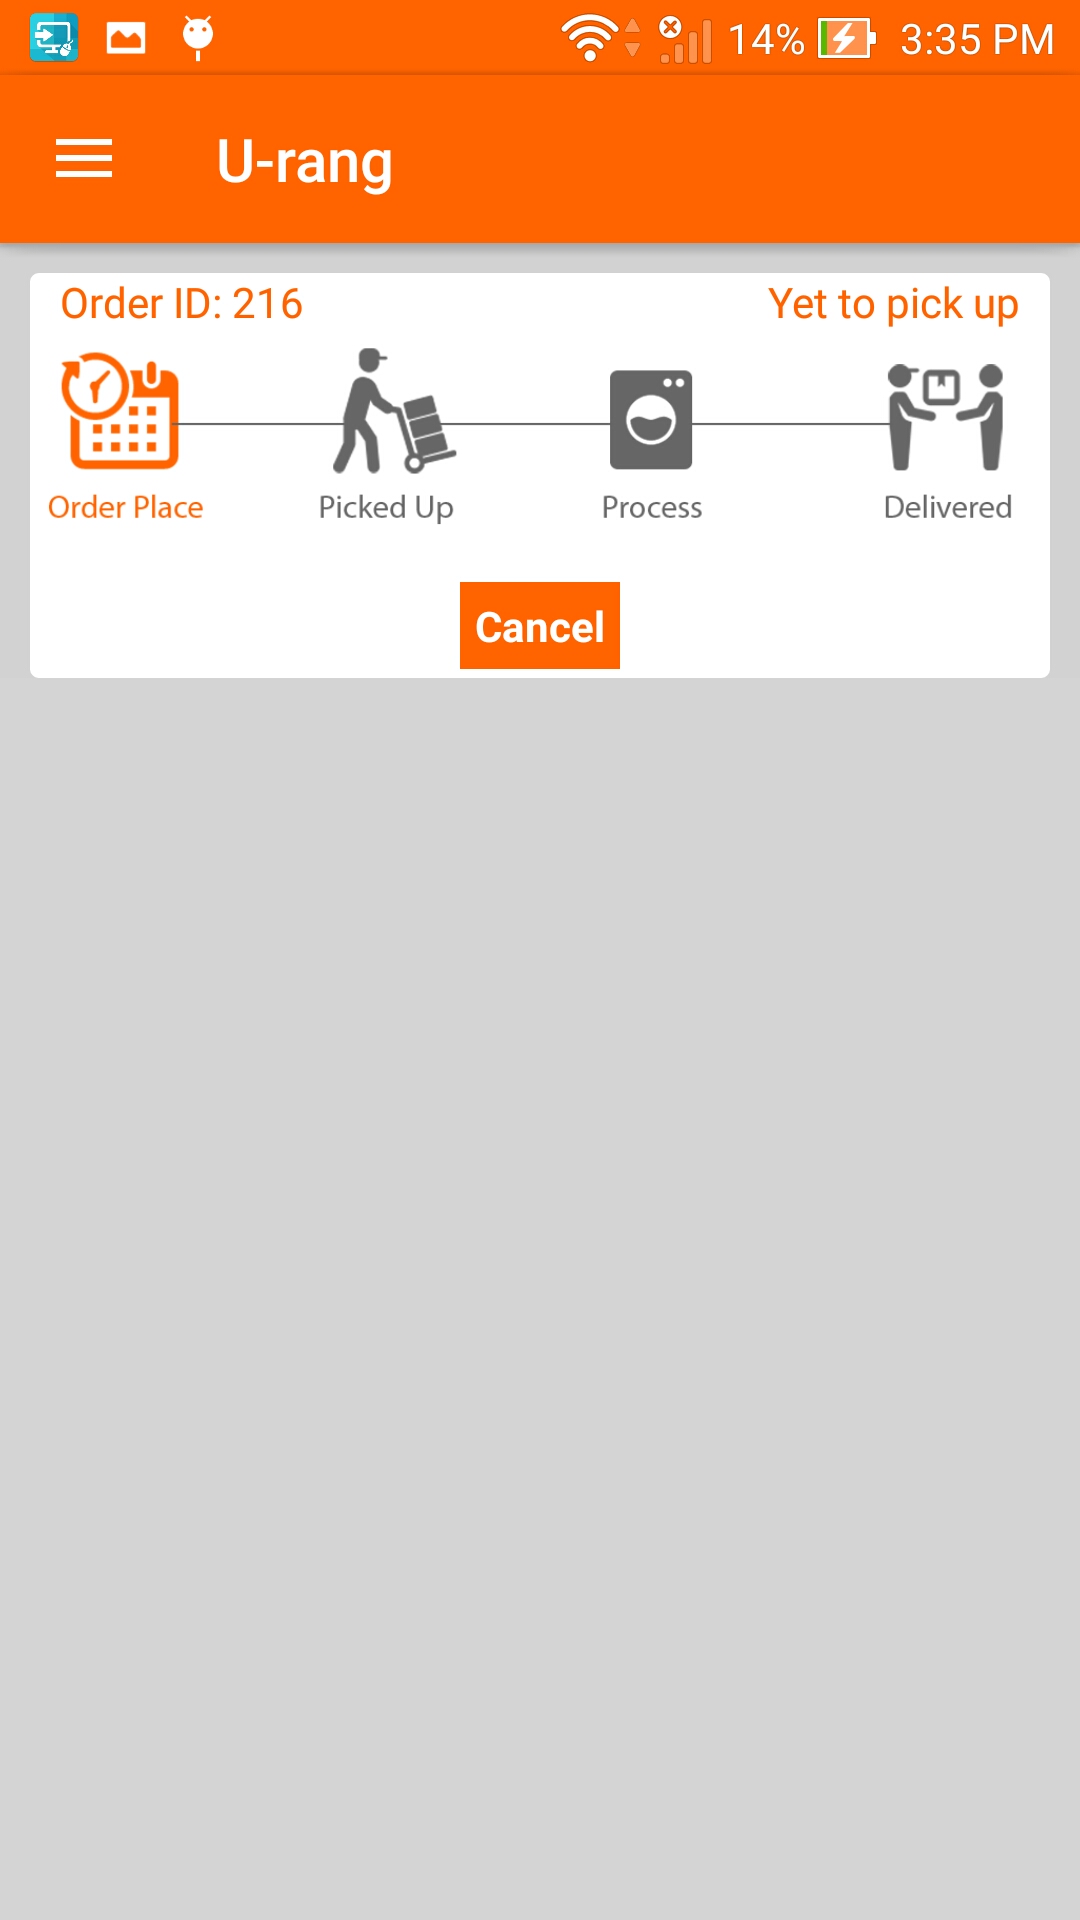 14% 3:35 PM
U-rang
Order ID: 216 Yet to pick up
Order Place Picked Up Process Delivered
Cancel